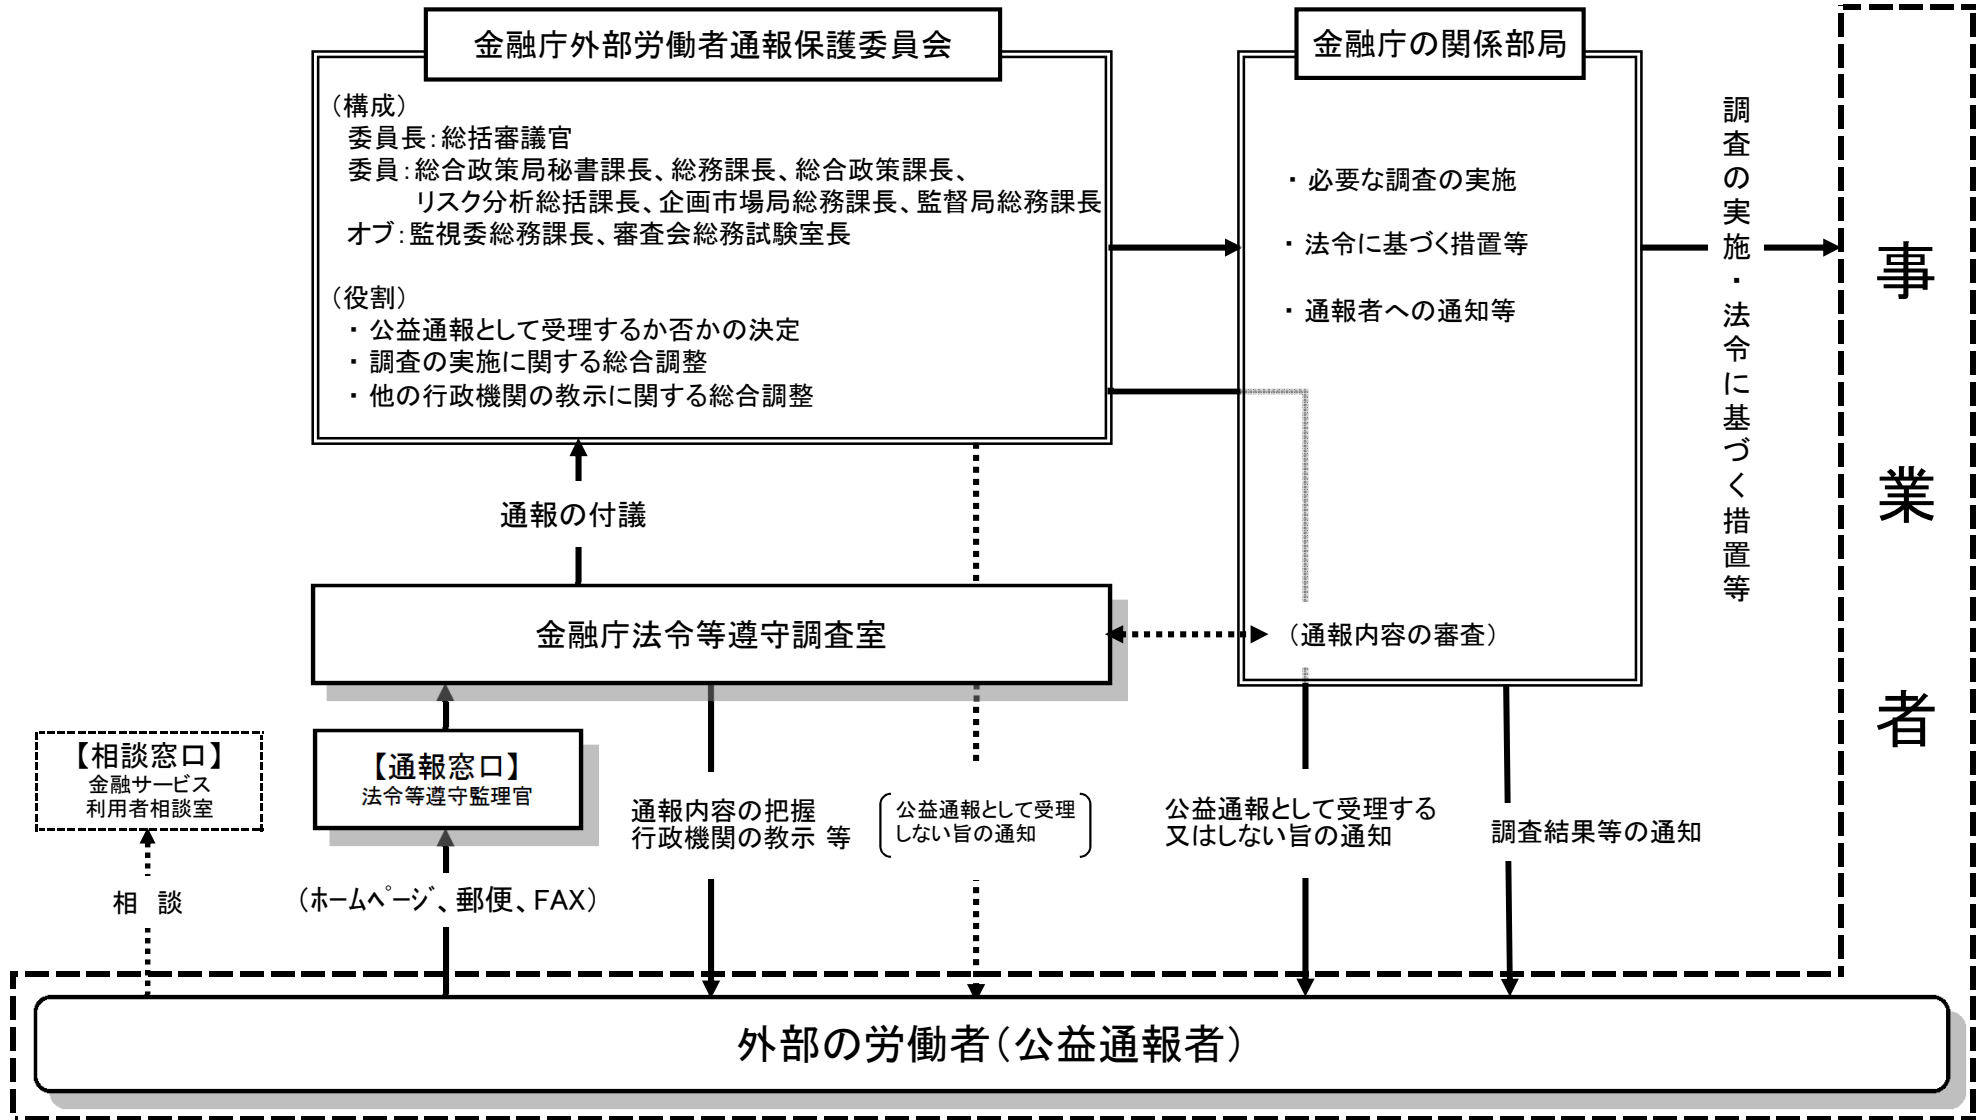 金融庁外部労働者通報保護委員会
（構成）
委員長：総括審議官
委員：総合政策局秘書課長、総務課長、総合政策課長、
リスク分析総括課長、企画市場局総務課長、監督局総務課長
オブ：監視委総務課長、審査会総務試験室長
（役割）
・公益通報として受理するか否かの決定
・調査の実施に関する総合調整
・他の行政機関の教示に関する総合調整
金融庁の関係部局
・必要な調査の実施
・法令に基づく措置等
・通報者への通知等
（通報内容の審査）
調査の実施・法令に基づく措置等
事業者
通報の付議
金融庁法令等遵守調査室
【相談窓口】
金融サービス
利用者相談室
【通報窓口】
法令等遵守監理官
通報内容の把握
行政機関の教示 等
公益通報として受理
しない旨の通知
公益通報として受理する
又はしない旨の通知
調査結果等の通知
相 談
（ﾎｰﾑﾍﾟｰｼﾞ、郵便、FAX）
外部の労働者（公益通報者）